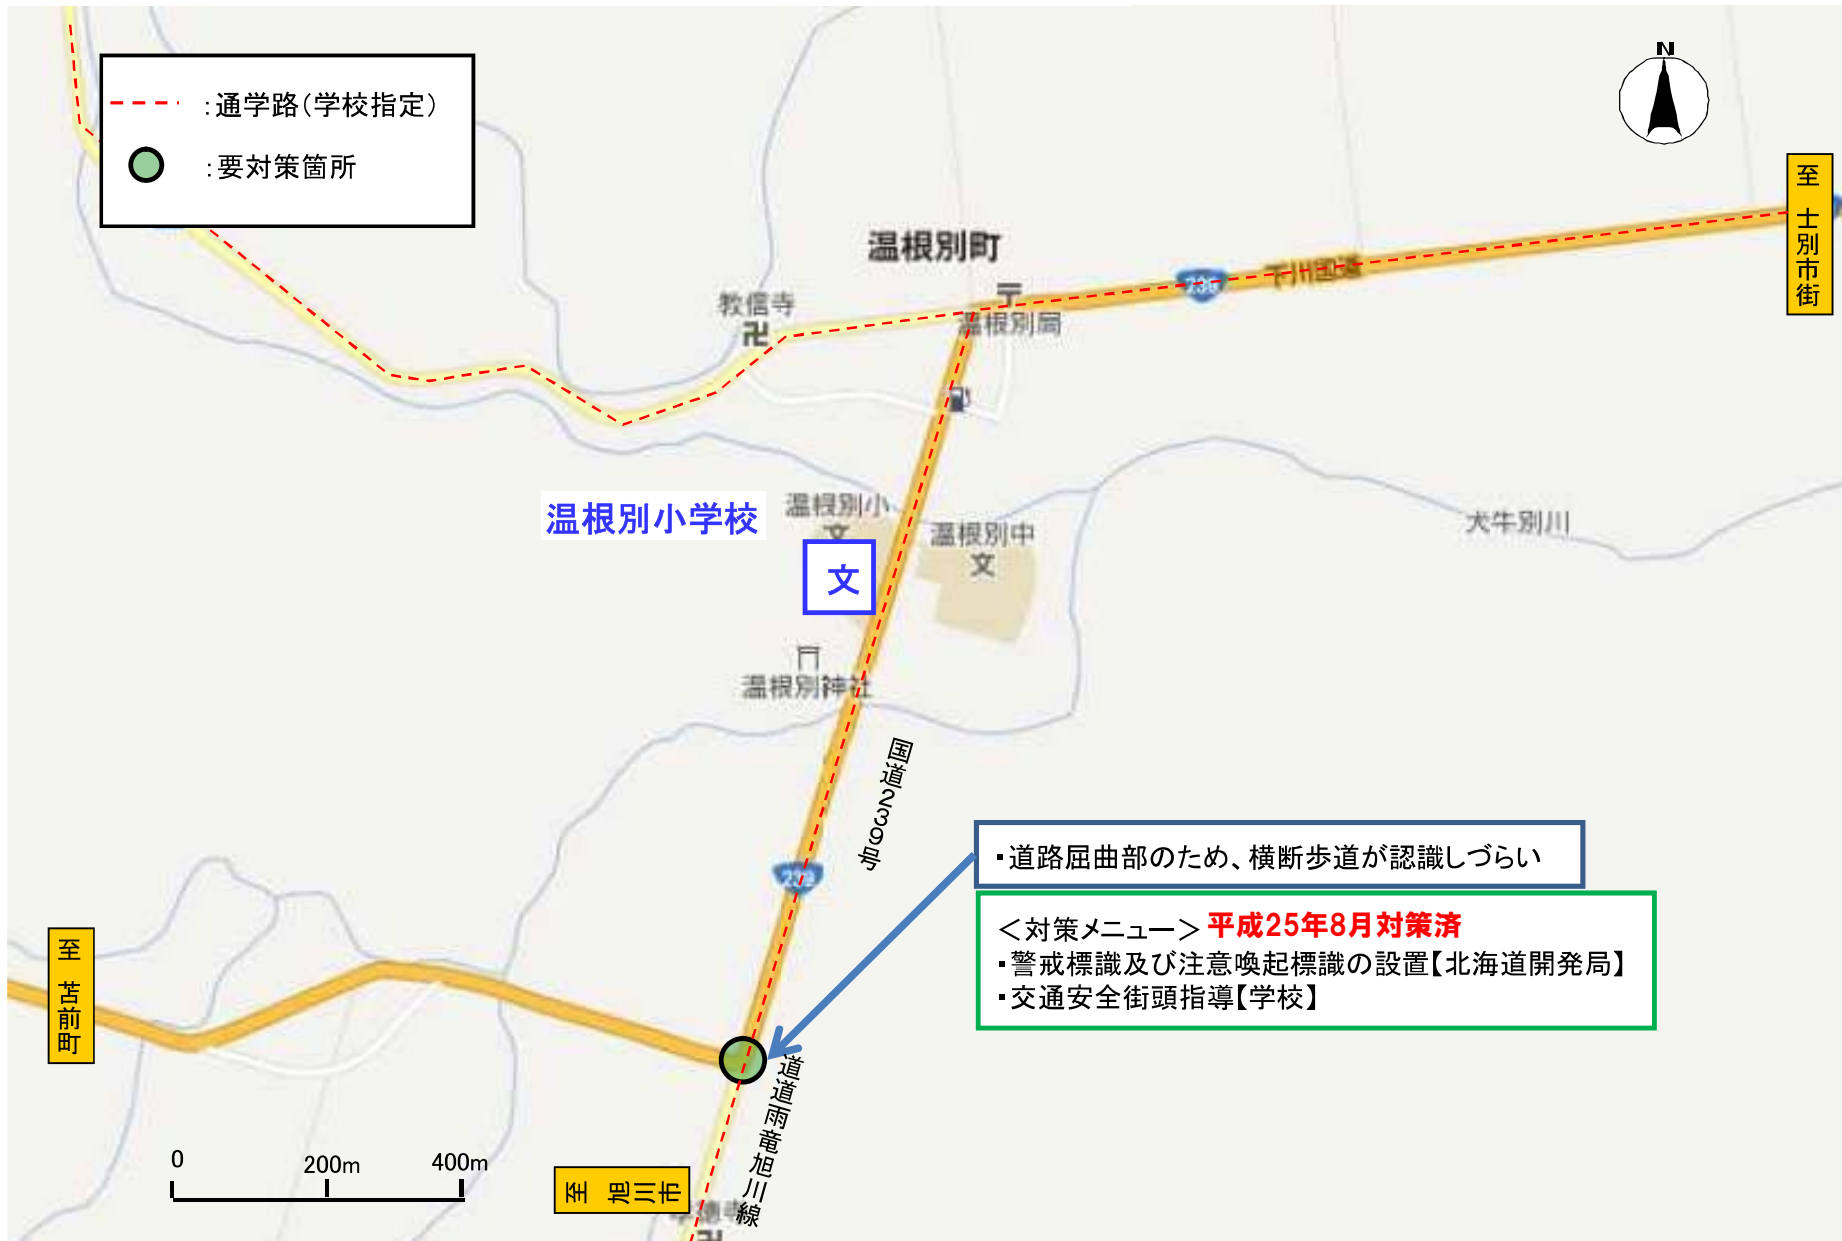 :通学路(学校指定)
:要対策箇所
N
至 士別市街
温根別町
下川国道
教信寺
温根別局
温根別小学校
温根別小
文
文
温根別中
文
犬牛別川
温根別神社
国道239号
239
・道路屈曲部のため、横断歩道が認識しづらい
<対策メニュー> 平成25年8月対策済
・警戒標識及び注意喚起標識の設置【北海道開発局】
・交通安全街頭指導【学校】
至 苫前町
道道雨竜旭川線
0 200m 400m
至 旭川市